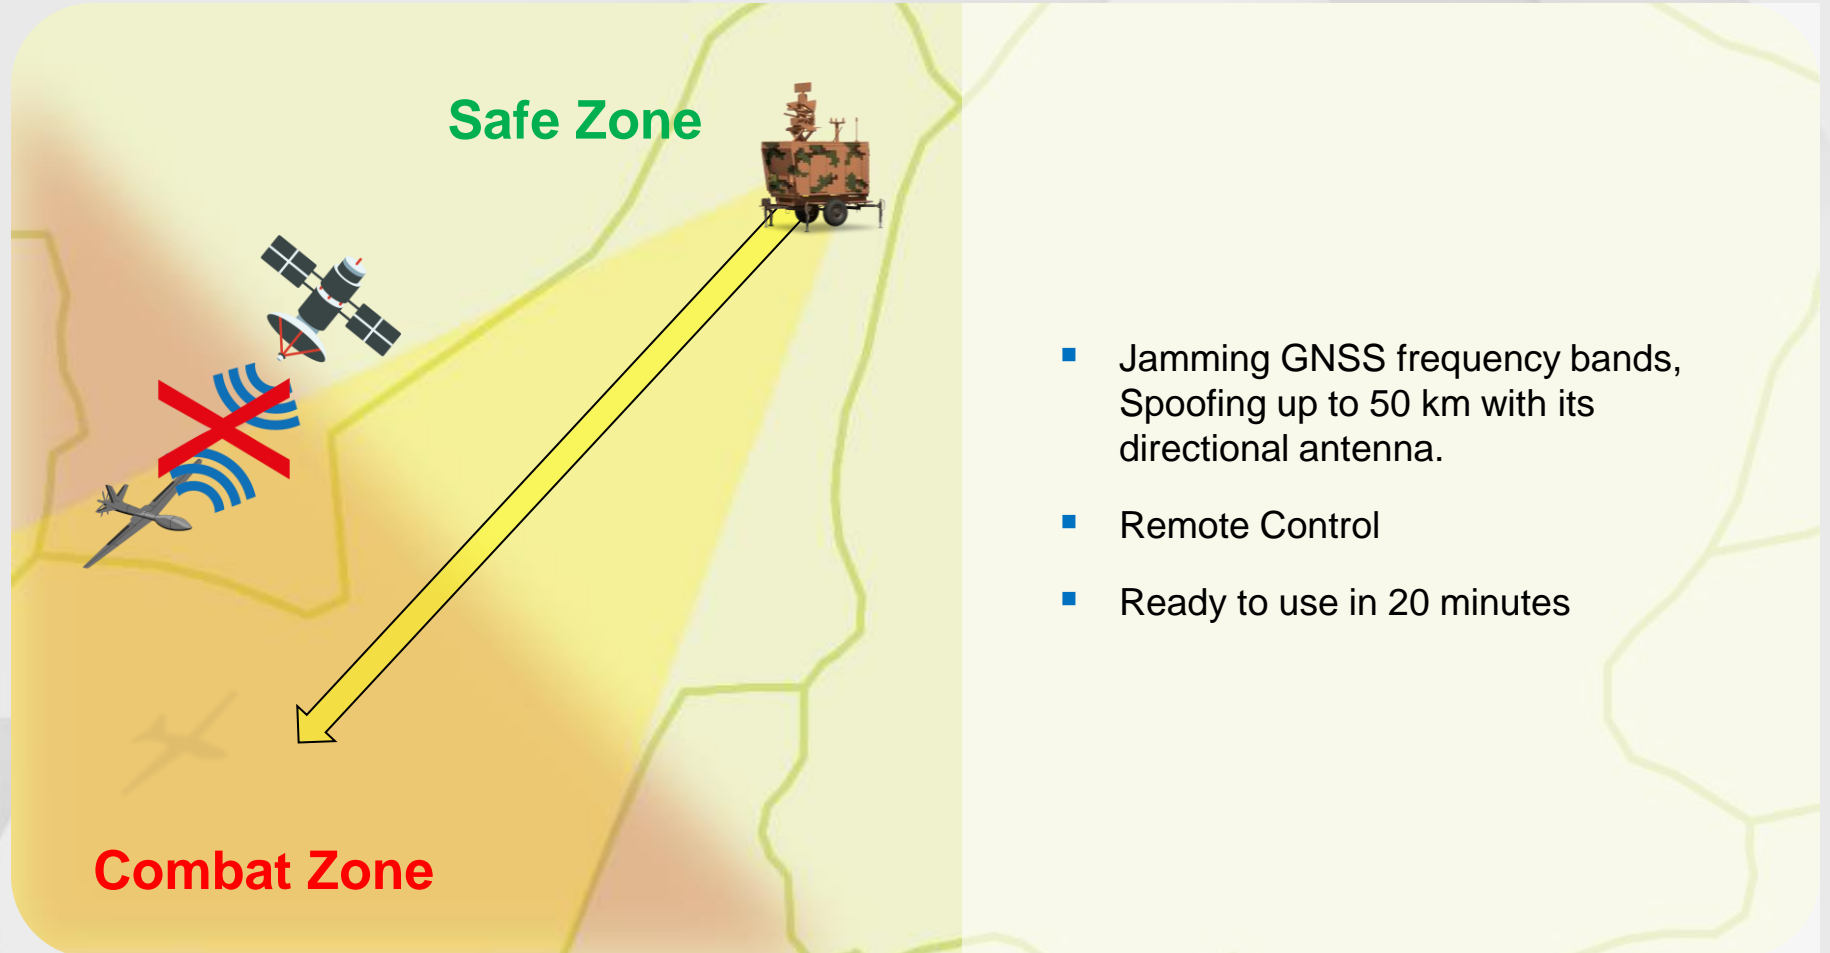 Safe Zone
Combat Zone
Jamming GNSS frequency bands,
Spoofing up to 50 km with its
directional antenna.
Remote Control
Ready to use in 20 minutes